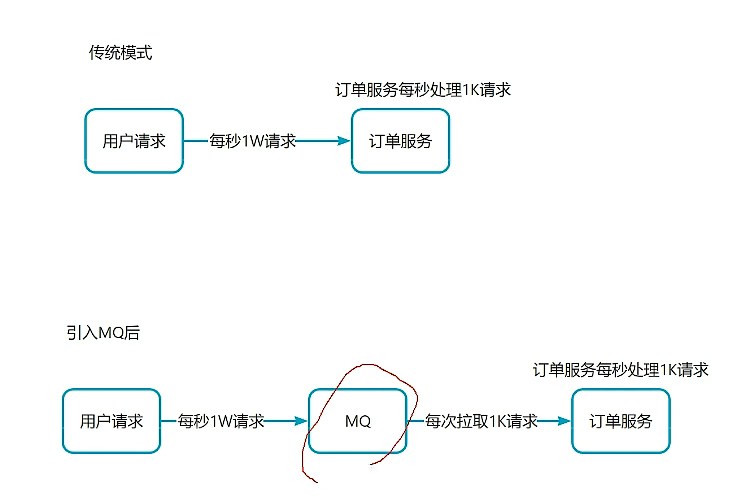 传统模式
订单服务每秒处理1K请求
用户请求
每秒1W请求
订单服务
引入MQ后
订单服务每秒处理1K请求
用户请求
每秒1W请求
MQ
每次拉取1K请求
订单服务